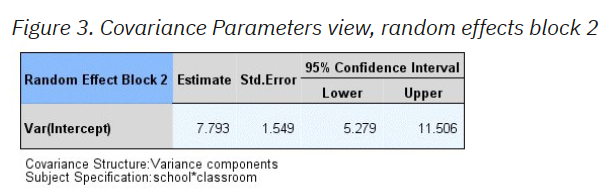 Figure 3. Covariance Parameters view, random effects block 2
Random Effect Block 2 Estimate Std.Error 95% Confidence Interval
Lower Upper
Var(Intercept) 7.793 1.549 5.279 11.506
Covariance Structure:Variance components
Subject Specification:school*classroom